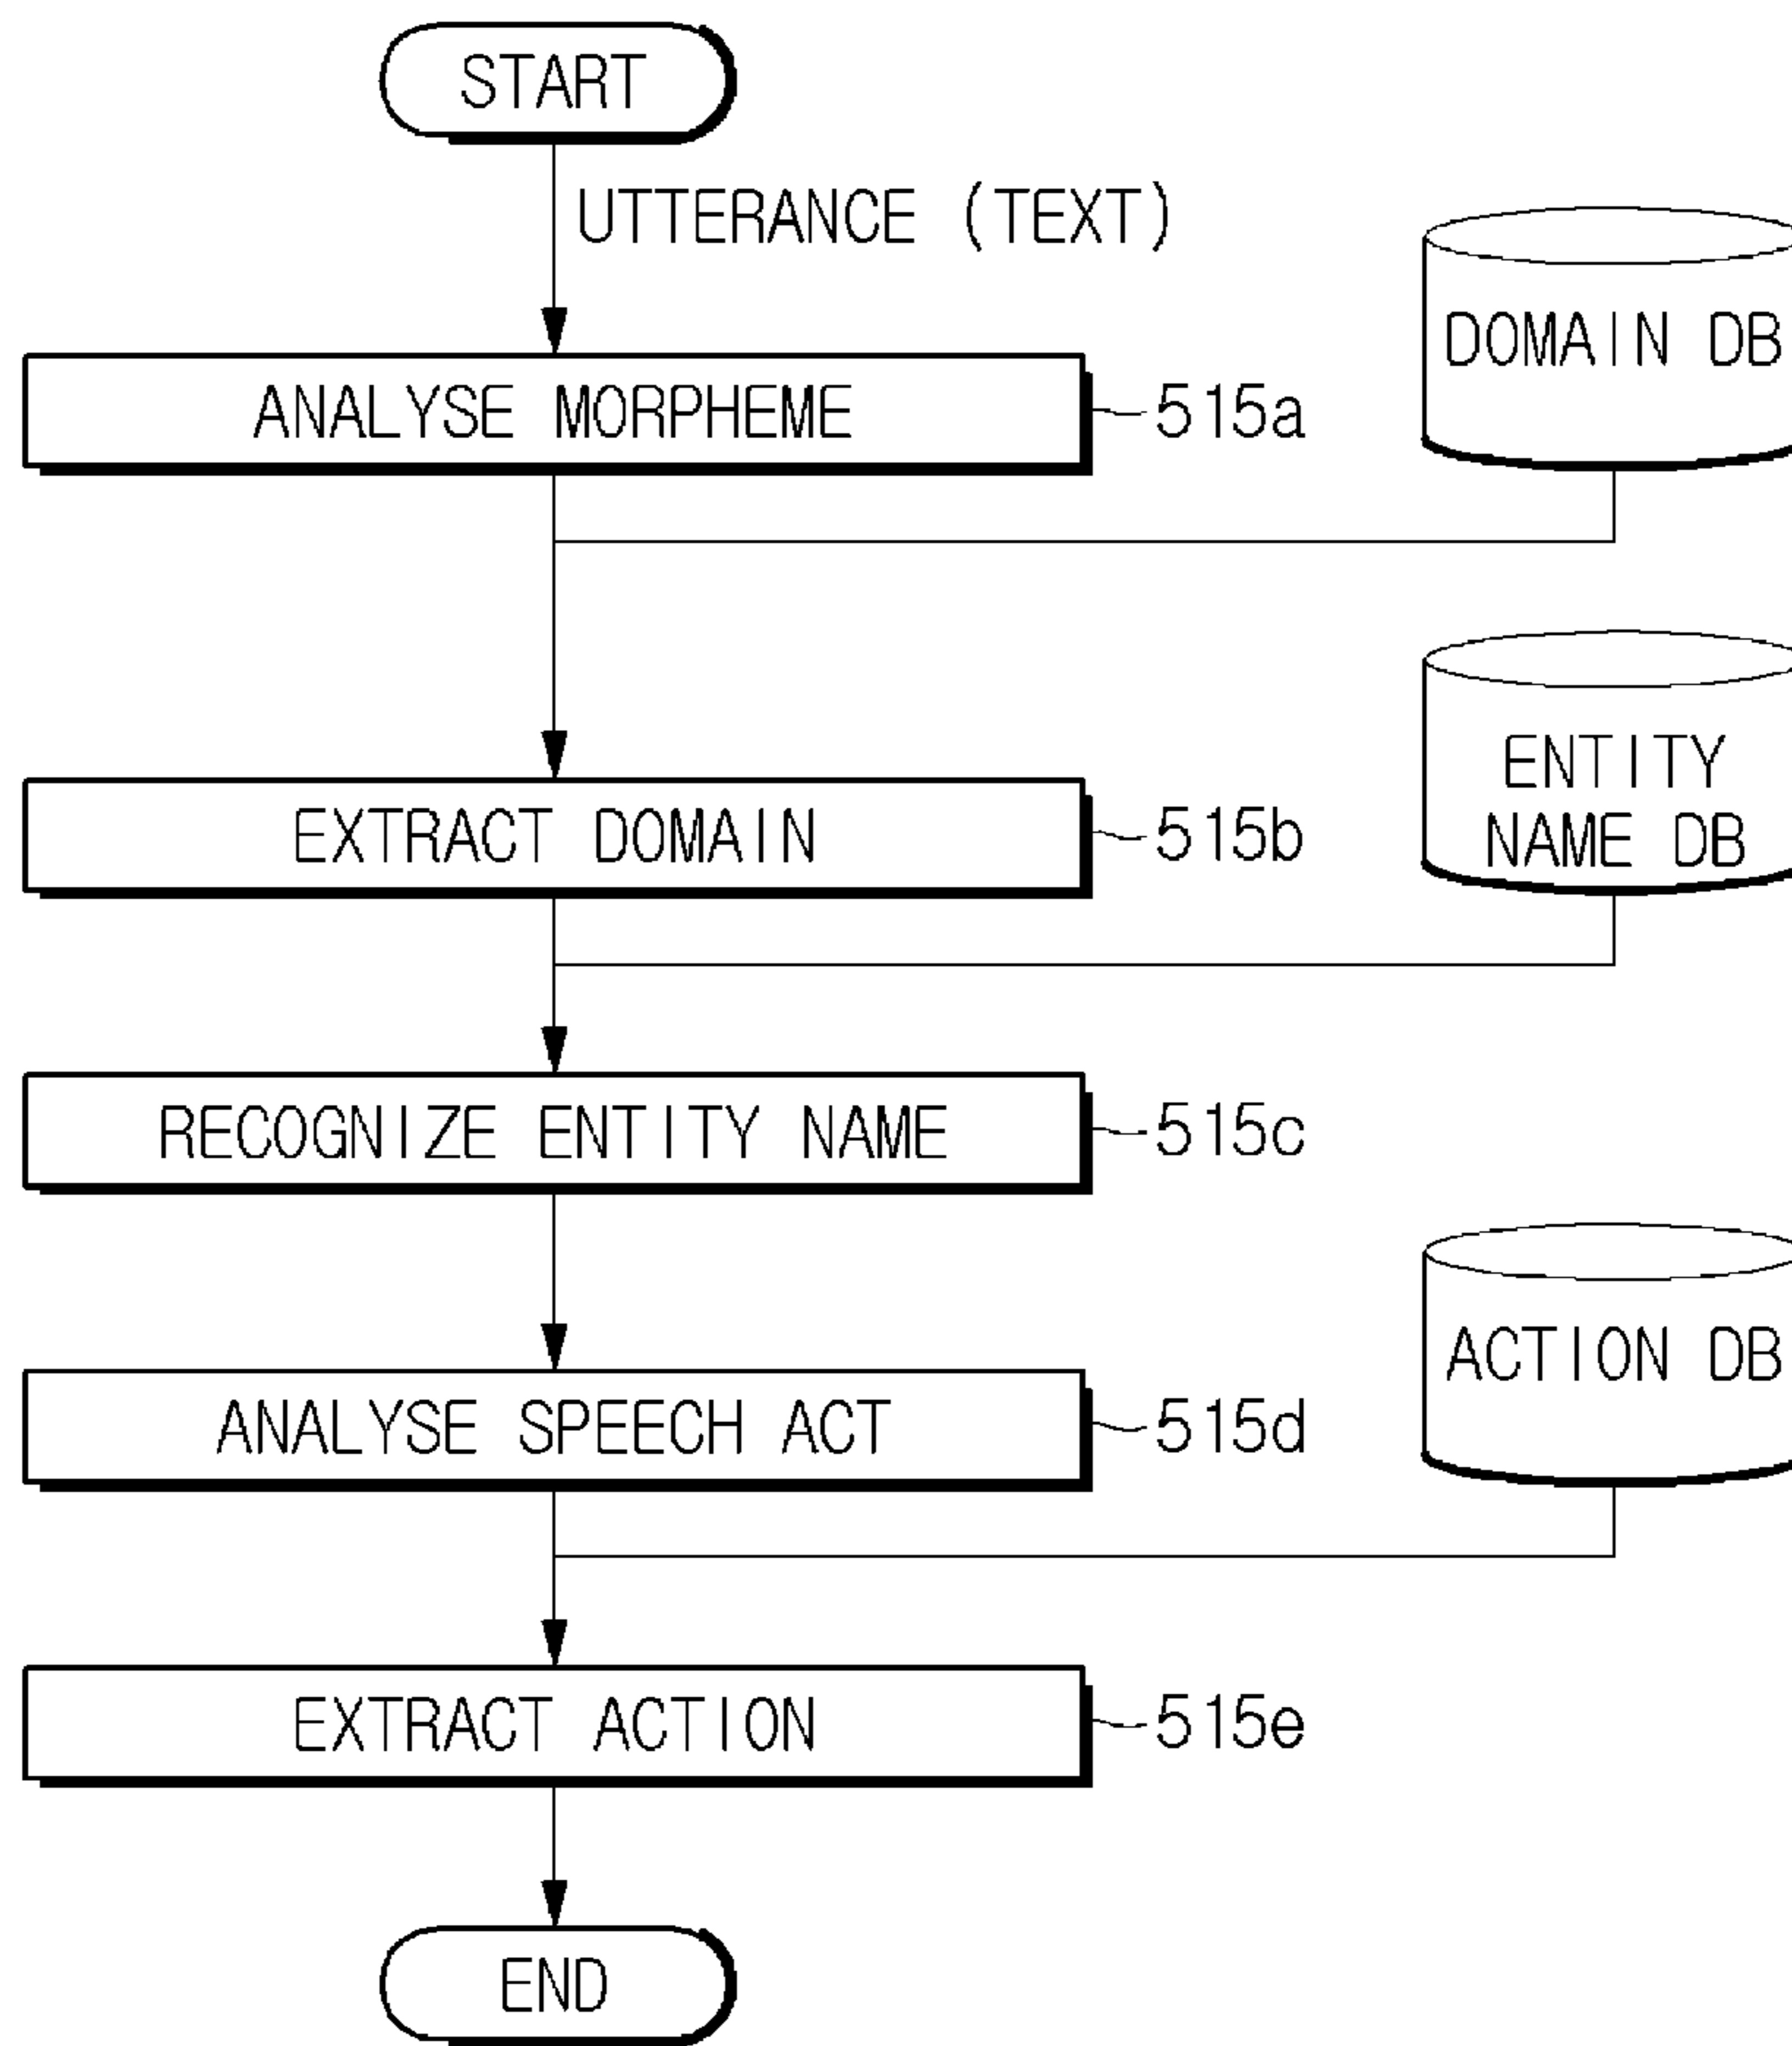 START
UTTERANCE (TEXT)
DOMAIN DB
ANALYSE MORPHEME
515a
ENTITY
NAME DB
EXTRACT DOMAIN
515b
RECOGNIZE ENTITY NAME
515c
ACTION DB
ANALYSE SPEECH ACT
515d
EXTRACT ACTION
515e
END